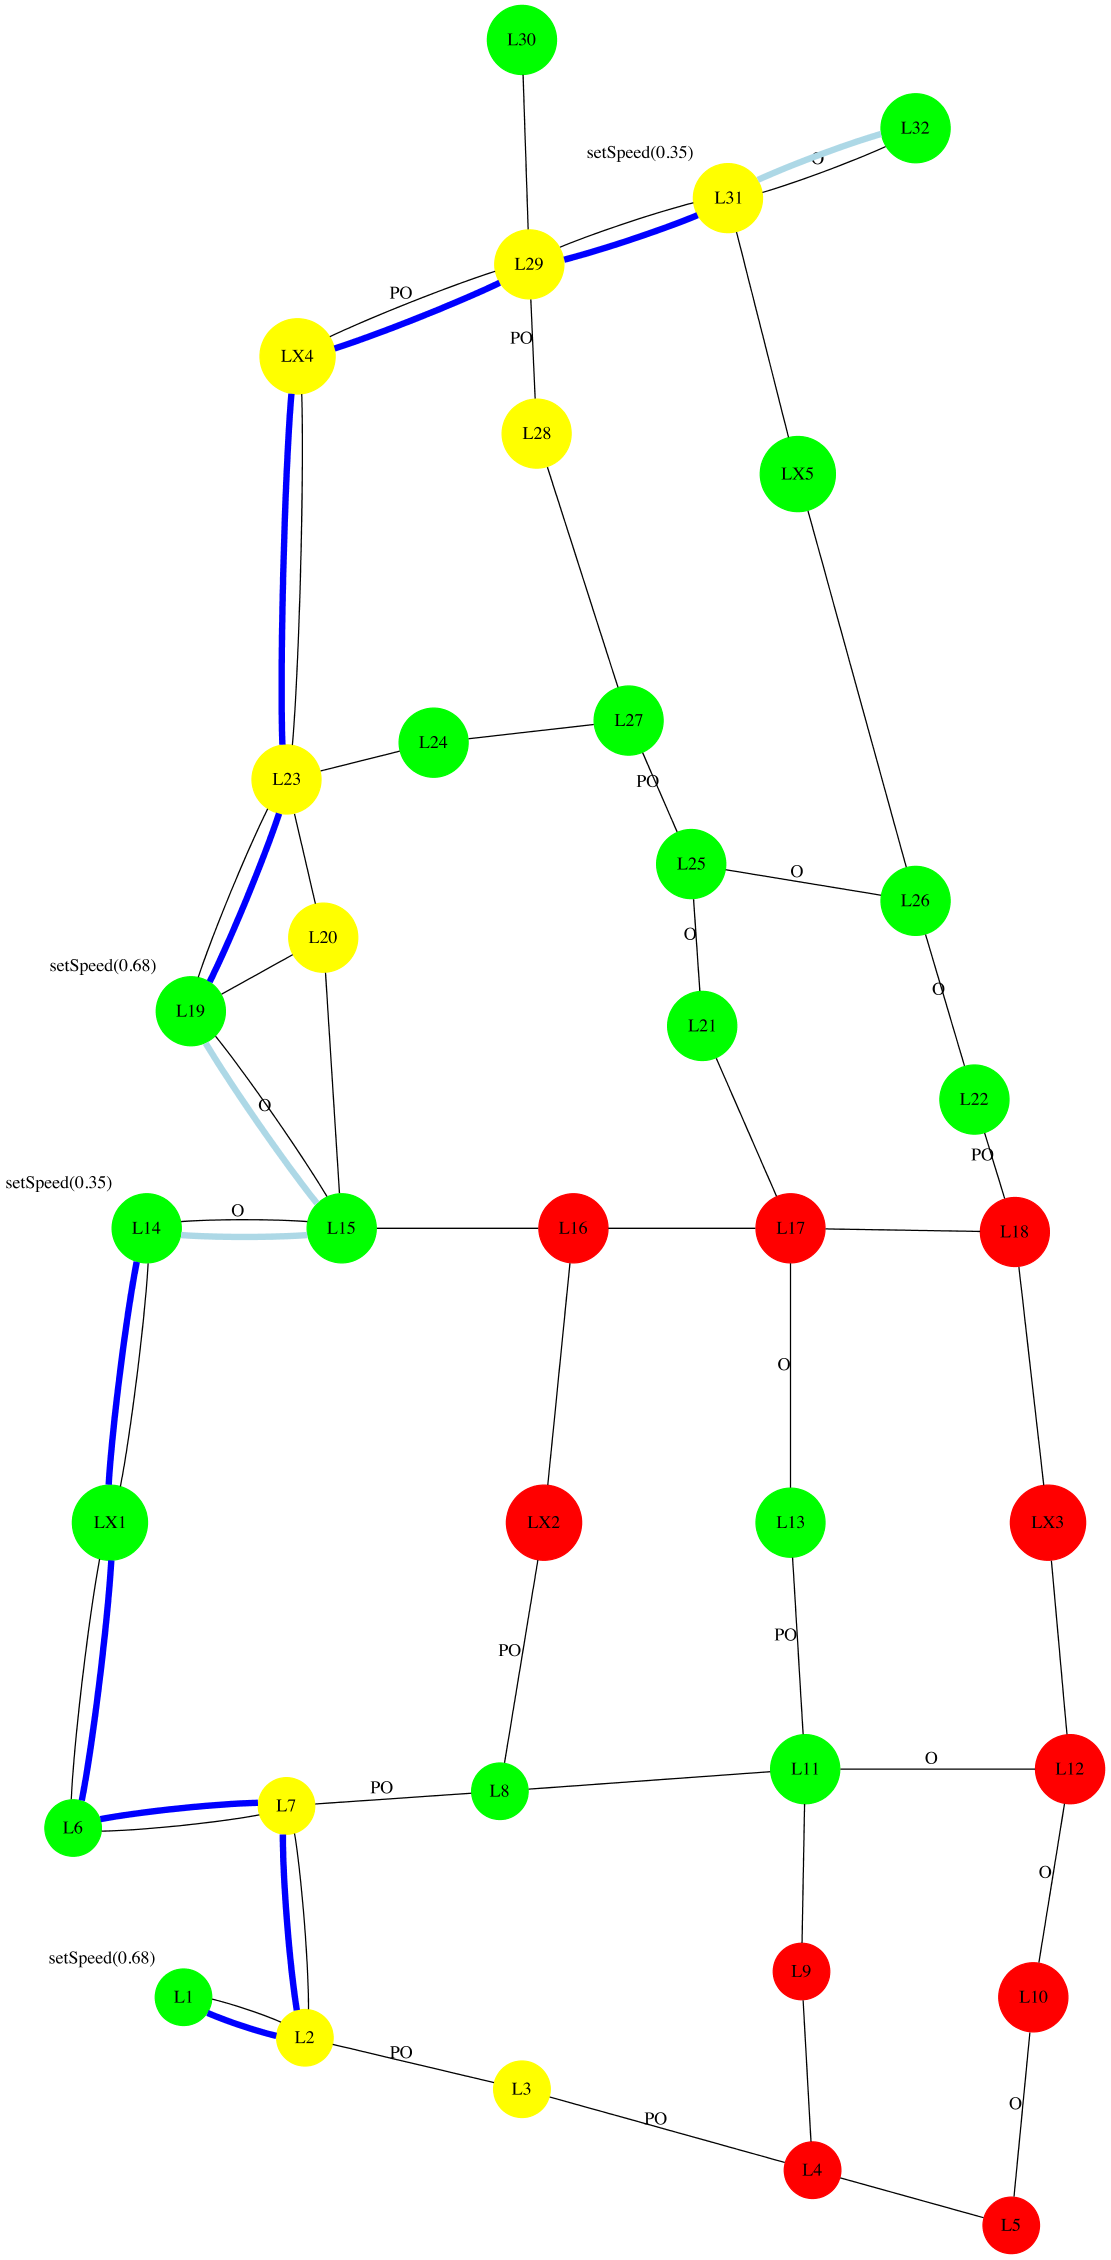 L30
L32
O
setSpeed(0.35)
L31
L29
PO
PO
LX4
L28
LX5
L27
L24
L23
PO
L25
O
L26
L20
O
setSpeed(0.68)
O
L19
L21
L22
O
PO
setSpeed(0.35)
O
L14
L15
L16
L17
L18
O
LX1
LX2
L13
LX3
PO
PO
O
L11
L12
PO
L8
L7
L6
O
setSpeed(0.68)
L9
L1
L10
L2
PO
L3
O
PO
L4
L5